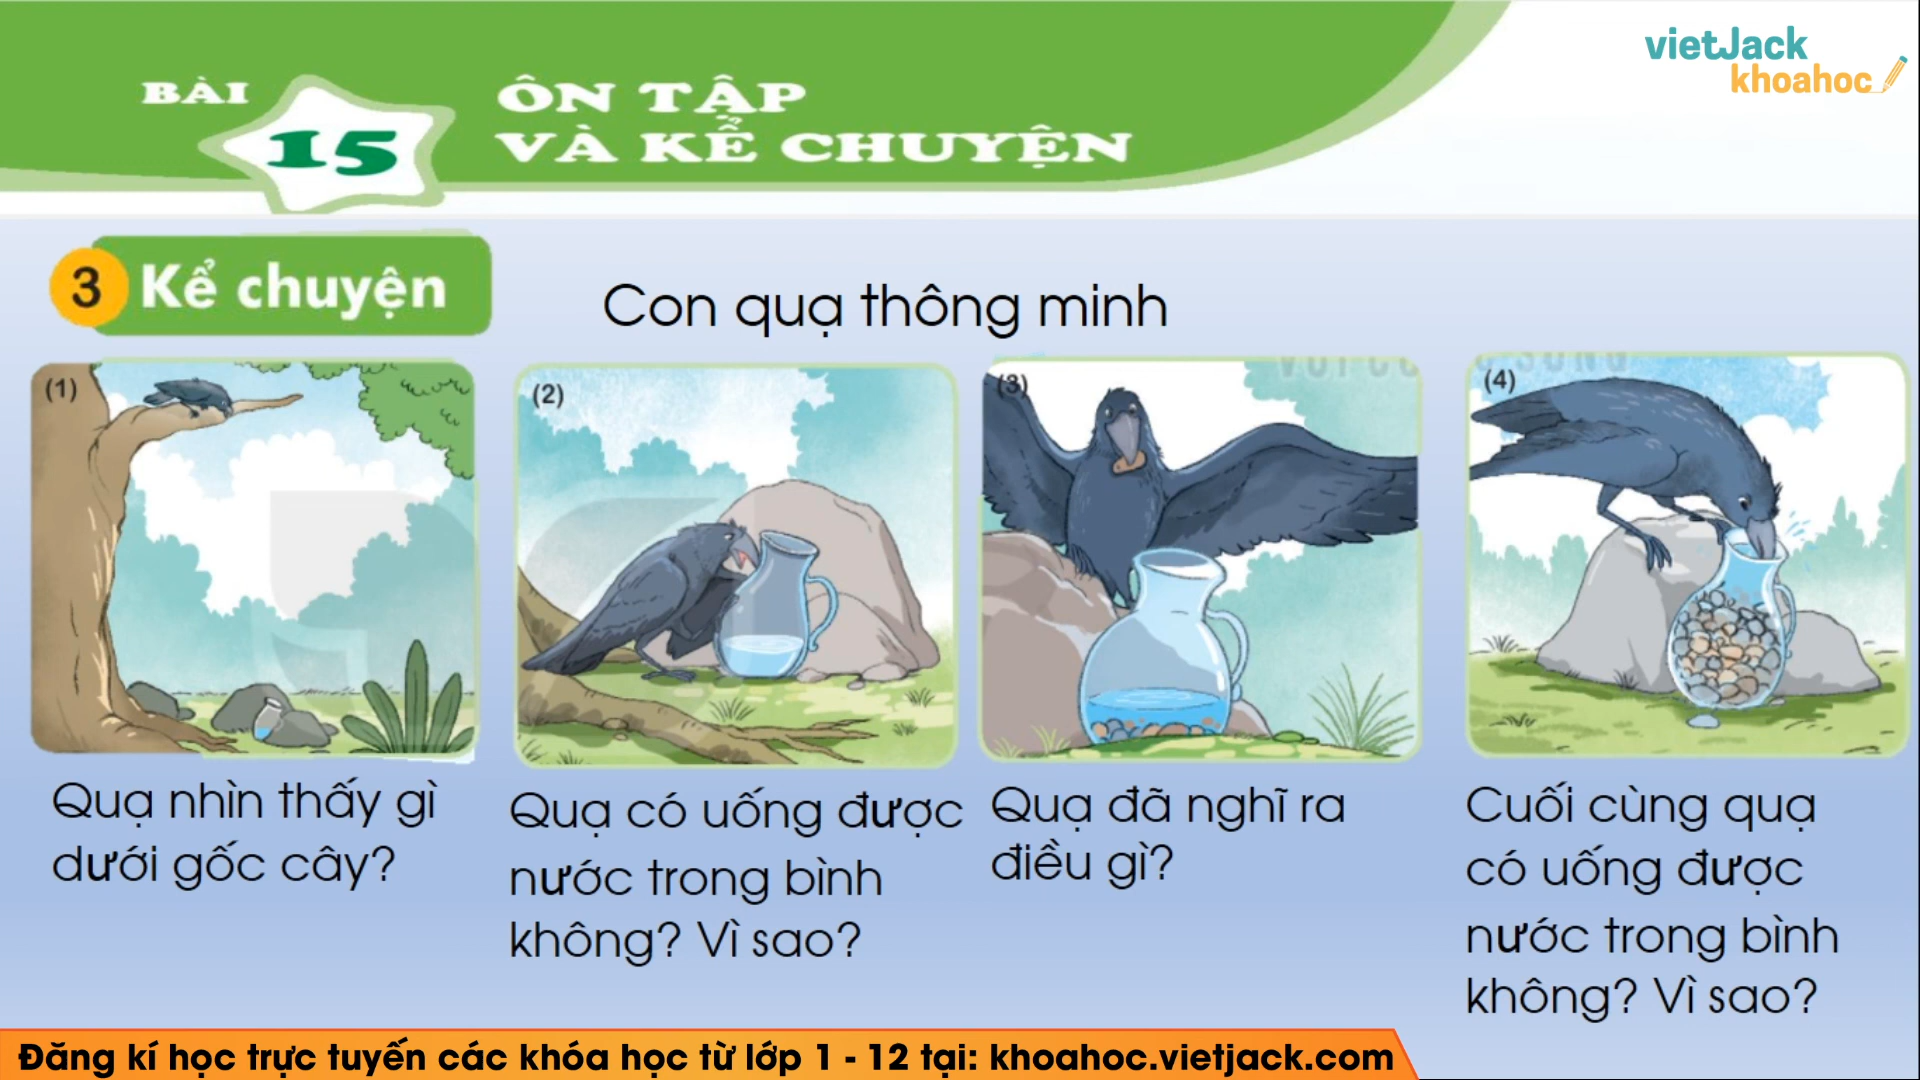 vietJack
khoahoc
BÀI
15
ÔN TẬP
VÀ KỂ CHUYỆN
3 Kể chuyện
Con quạ thông minh
(1)
(2)
(3)
(4)
Quạ nhìn thấy gì
dưới gốc cây?
Quạ có uống được
nước trong bình
không? Vì sao?
Quạ đã nghĩ ra
điều gì?
Cuối cùng quạ
có uống được
nước trong bình
không? Vì sao?
Đăng kí học trực tuyến các khóa học từ lớp 1 - 12 tại: khoahoc.vietjack.com